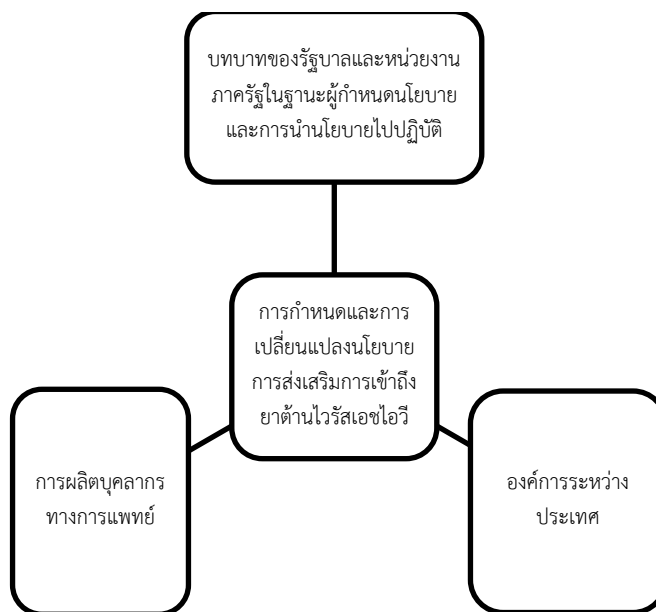 บทบาทของรัฐบาลและหน่วยงาน
ภาครัฐในฐานะผู้กำหนดนโยบาย
และการนำนโยบายไปปฏิบัติ
การกำหนดและการ
เปลี่ยนแปลงนโยบาย
การส่งเสริมการเข้าถึง
ยาต้านไวรัสเอชไอวี
การผลิตบุคลากร
ทางการแพทย์
องค์การระหว่าง
ประเทศ